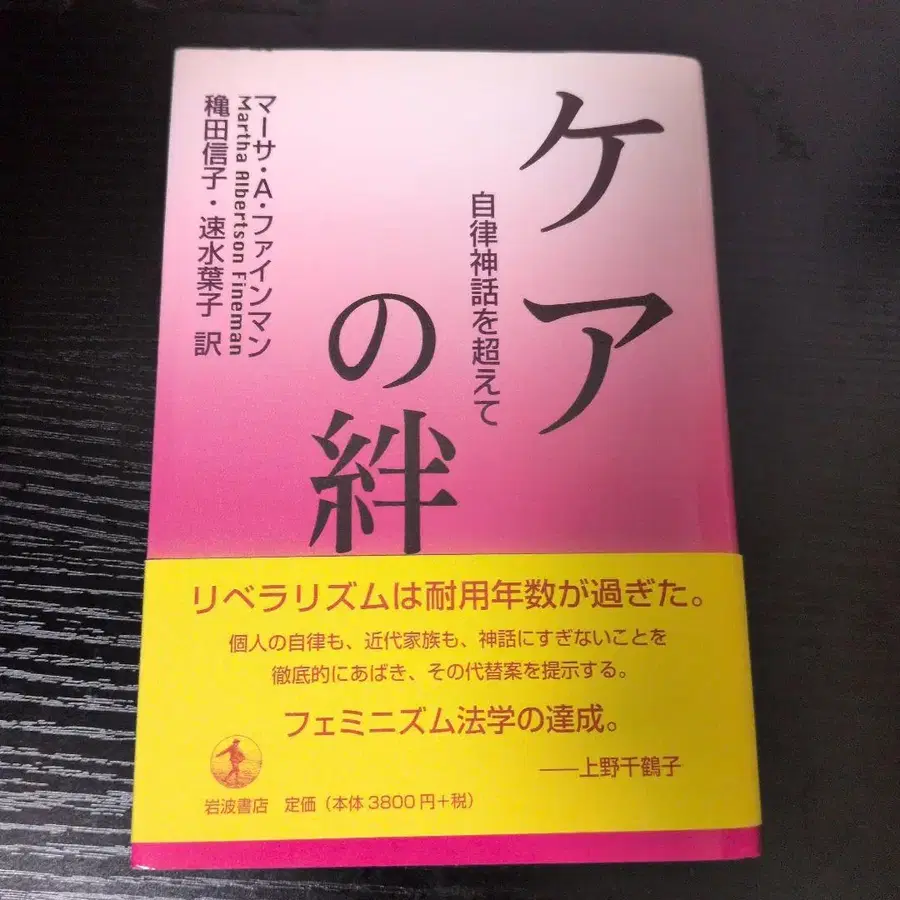 ケア
の絆
自律神話を超えて
マーサ・A・ファインマン
Martha Albertson Fineman
穐田信子・速水葉子 訳
リベラリズムは耐用年数が過ぎた。
個人の自律も、近代家族も、神話にすぎないことを
徹底的にあばき、その代替案を提示する。
フェミニズム法学の達成。
──上野千鶴子
岩波書店 定価（本体3800円＋税）